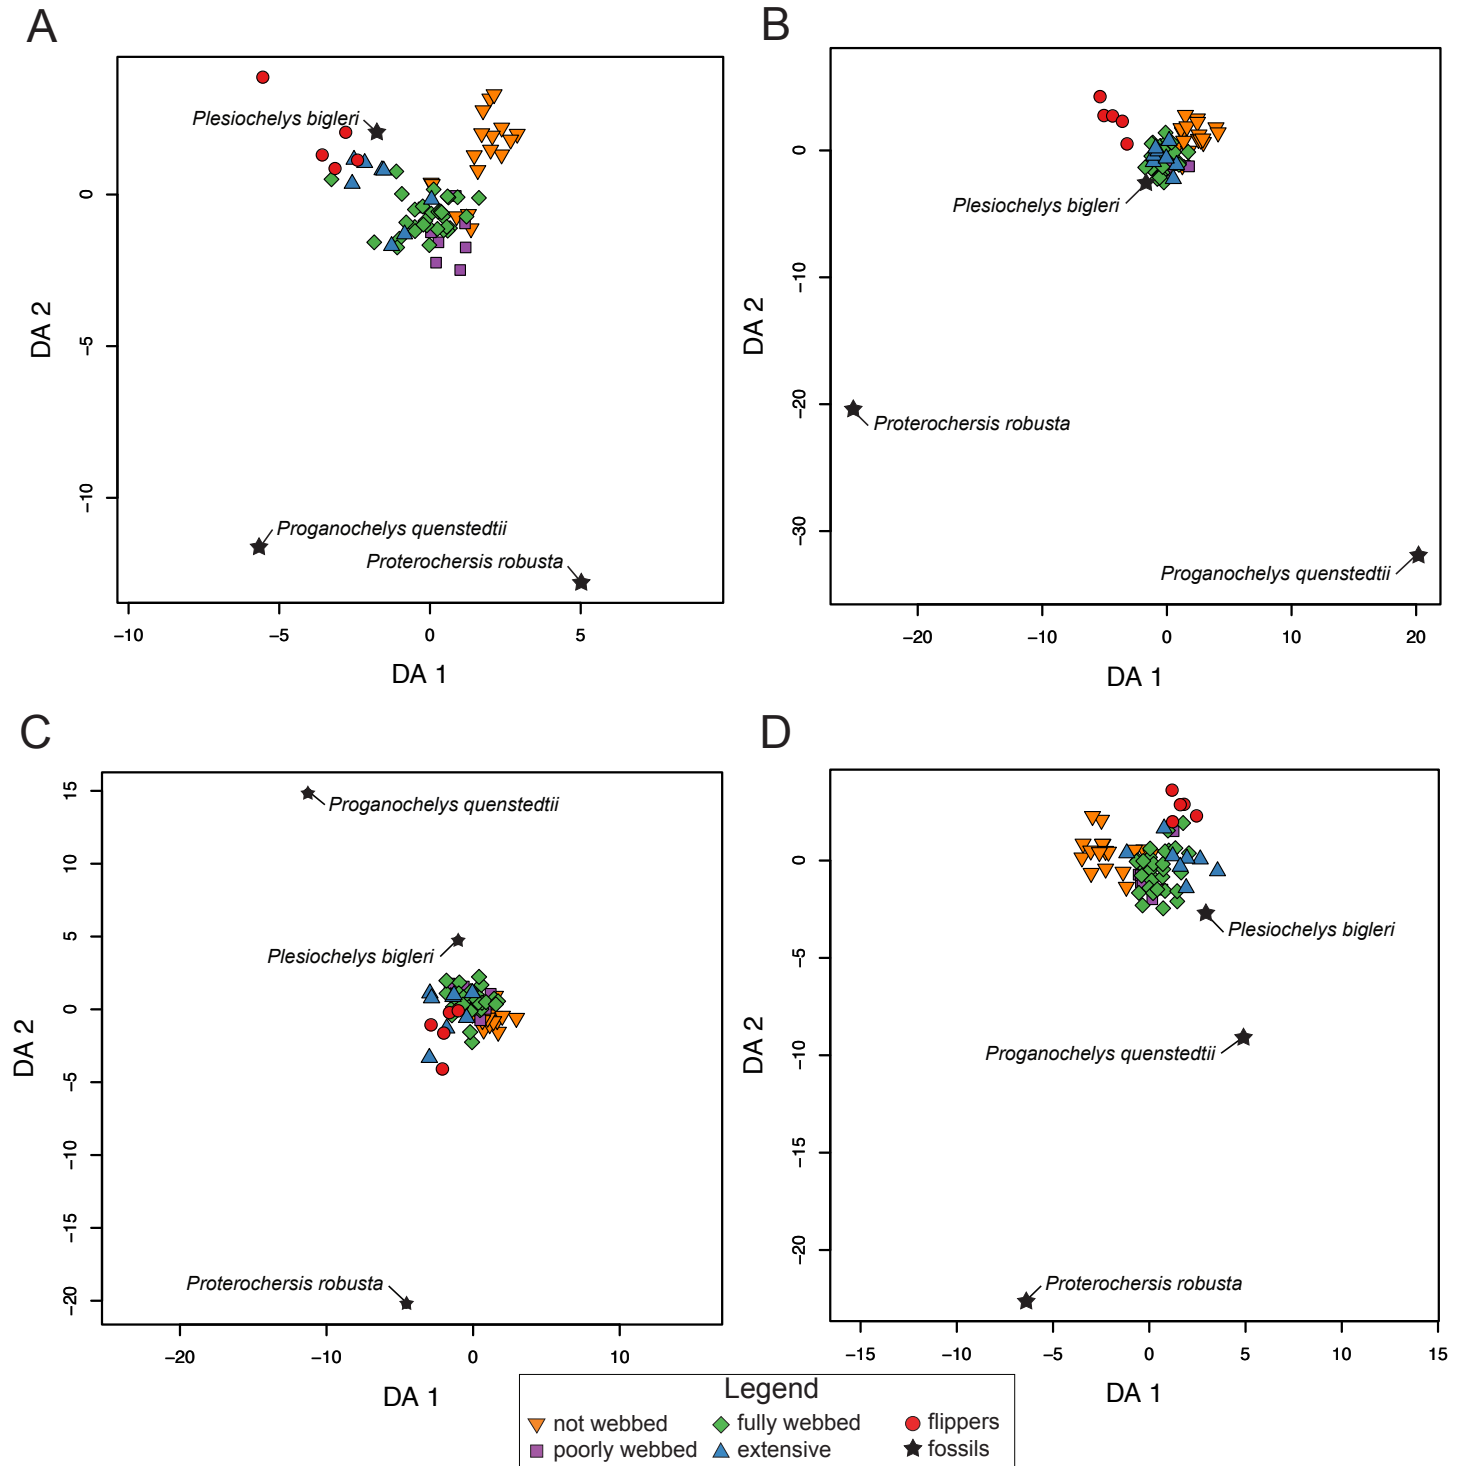 A
Plesiochelys bigleri
Proganochelys quenstedtii
Proterochersis robusta
0
−5
−10
DA 2
−10
−5
0
5
DA 1
B
Plesiochelys bigleri
Proterochersis robusta
Proganochelys quenstedtii
0
−10
−20
−30
DA 2
−20
−10
0
10
20
DA 1
C
Proganochelys quenstedtii
Plesiochelys bigleri
Proterochersis robusta
15
10
5
0
−5
−10
−15
−20
DA 2
−20
−10
0
10
DA 1
D
Plesiochelys bigleri
Proganochelys quenstedtii
Proterochersis robusta
0
−5
−10
−15
−20
DA 2
−15
−10
−5
0
5
10
15
DA 1
Legend
not webbed
fully webbed
flippers
poorly webbed
extensive
fossils